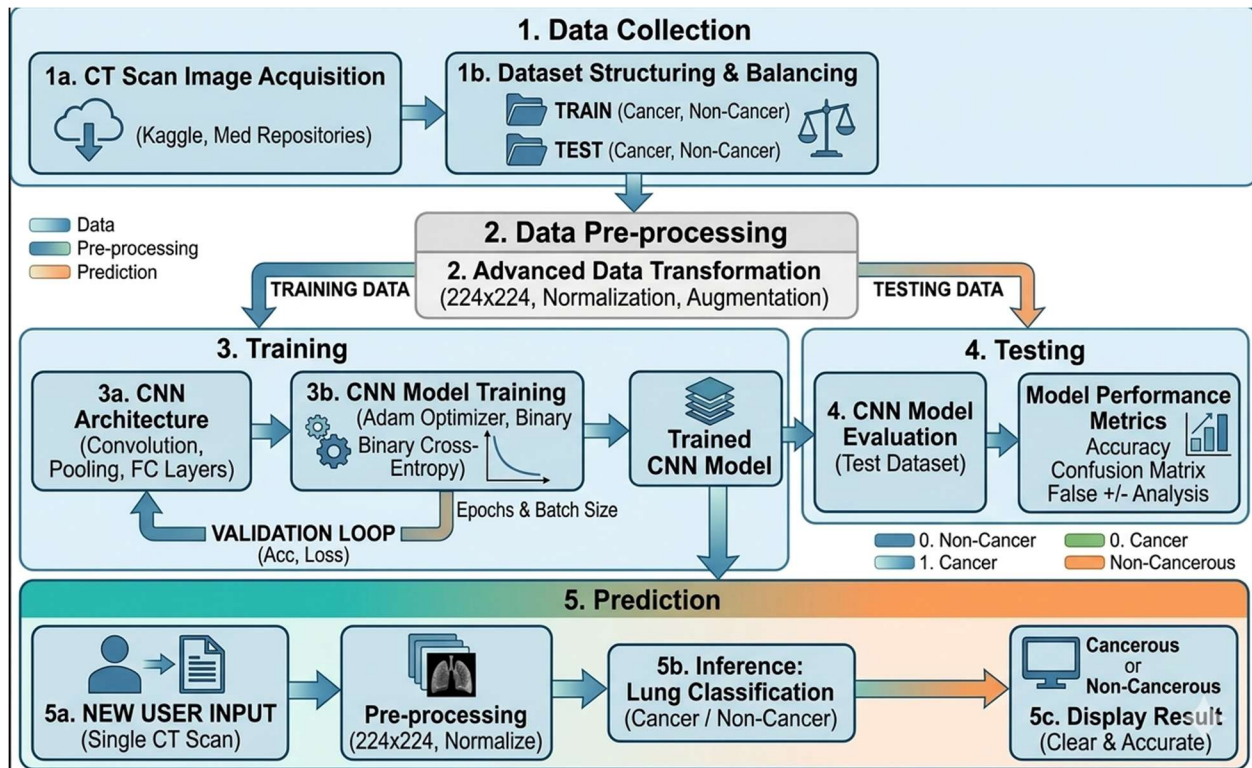 1. Data Collection
1a. CT Scan Image Acquisition
(Kaggle, Med Repositories)
1b. Dataset Structuring & Balancing
TRAIN (Cancer, Non-Cancer)
TEST (Cancer, Non-Cancer)
Data
Pre-processing
Prediction
2. Data Pre-processing
2. Advanced Data Transformation
(224x224, Normalization, Augmentation)
TRAINING DATA
TESTING DATA
3. Training
3a. CNN
Architecture
(Convolution,
Pooling, FC Layers)
3b. CNN Model Training
(Adam Optimizer, Binary
Binary Cross-
Entropy)
Trained
CNN Model
Epochs & Batch Size
VALIDATION LOOP
(Acc, Loss)
4. Testing
4. CNN Model
Evaluation
(Test Dataset)
Model Performance
Metrics
Accuracy
Confusion Matrix
False +/- Analysis
0. Non-Cancer
0. Cancer
1. Cancer
Non-Cancerous
5. Prediction
5a. NEW USER INPUT
(Single CT Scan)
Pre-processing
(224x224, Normalize)
5b. Inference:
Lung Classification
(Cancer / Non-Cancer)
Cancerous
or
Non-Cancerous
5c. Display Result
(Clear & Accurate)